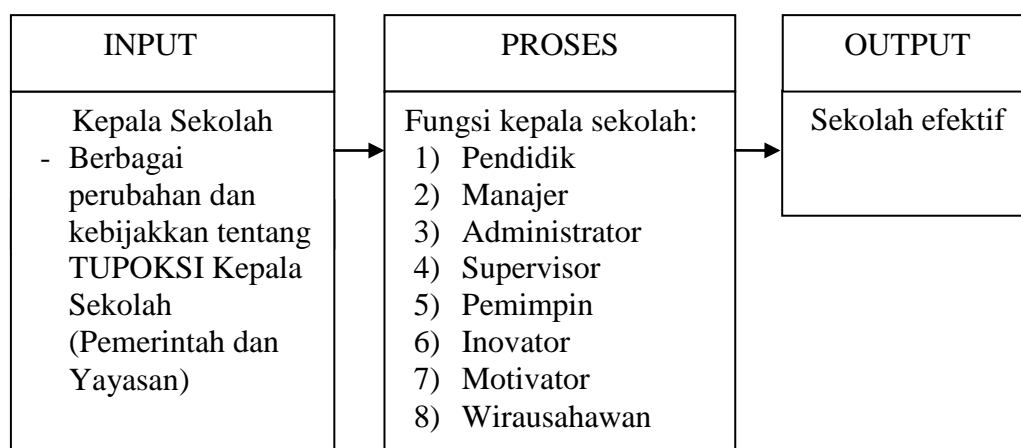 INPUT
Kepala Sekolah
- Berbagai
perubahan dan
kebijakkan tentang
TUPOKSI Kepala
Sekolah
(Pemerintah dan
Yayasan)
PROSES
Fungsi kepala sekolah:
1) Pendidik
2) Manajer
3) Administrator
4) Supervisor
5) Pemimpin
6) Inovator
7) Motivator
8) Wirausahawan
OUTPUT
Sekolah efektif